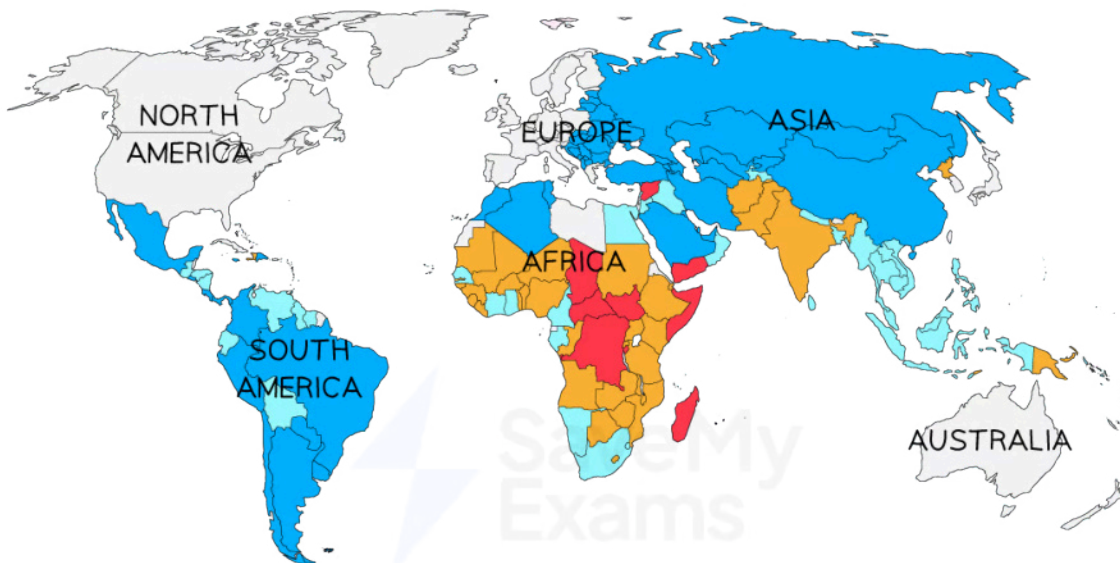 NORTH
AMERICA
EUROPE
ASIA
AFRICA
SOUTH
AMERICA
AUSTRALIA
SaveMy
Exams